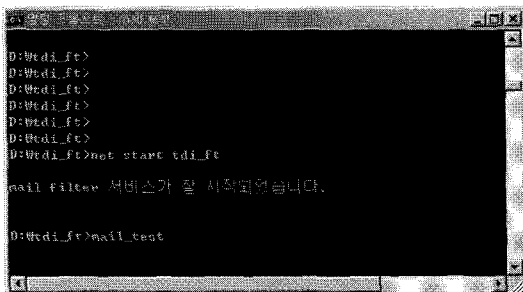 D:₩tdi_ft>
D:₩tdi_ft>
D:₩tdi_ft>
D:₩tdi_ft>
D:₩tdi_ft>
D:₩tdi_ft>
D:₩tdi_ft>net start tdi_ft
mail filter 서비스가 잘 시작되었습니다.
D:₩tdi_ft>mail_test